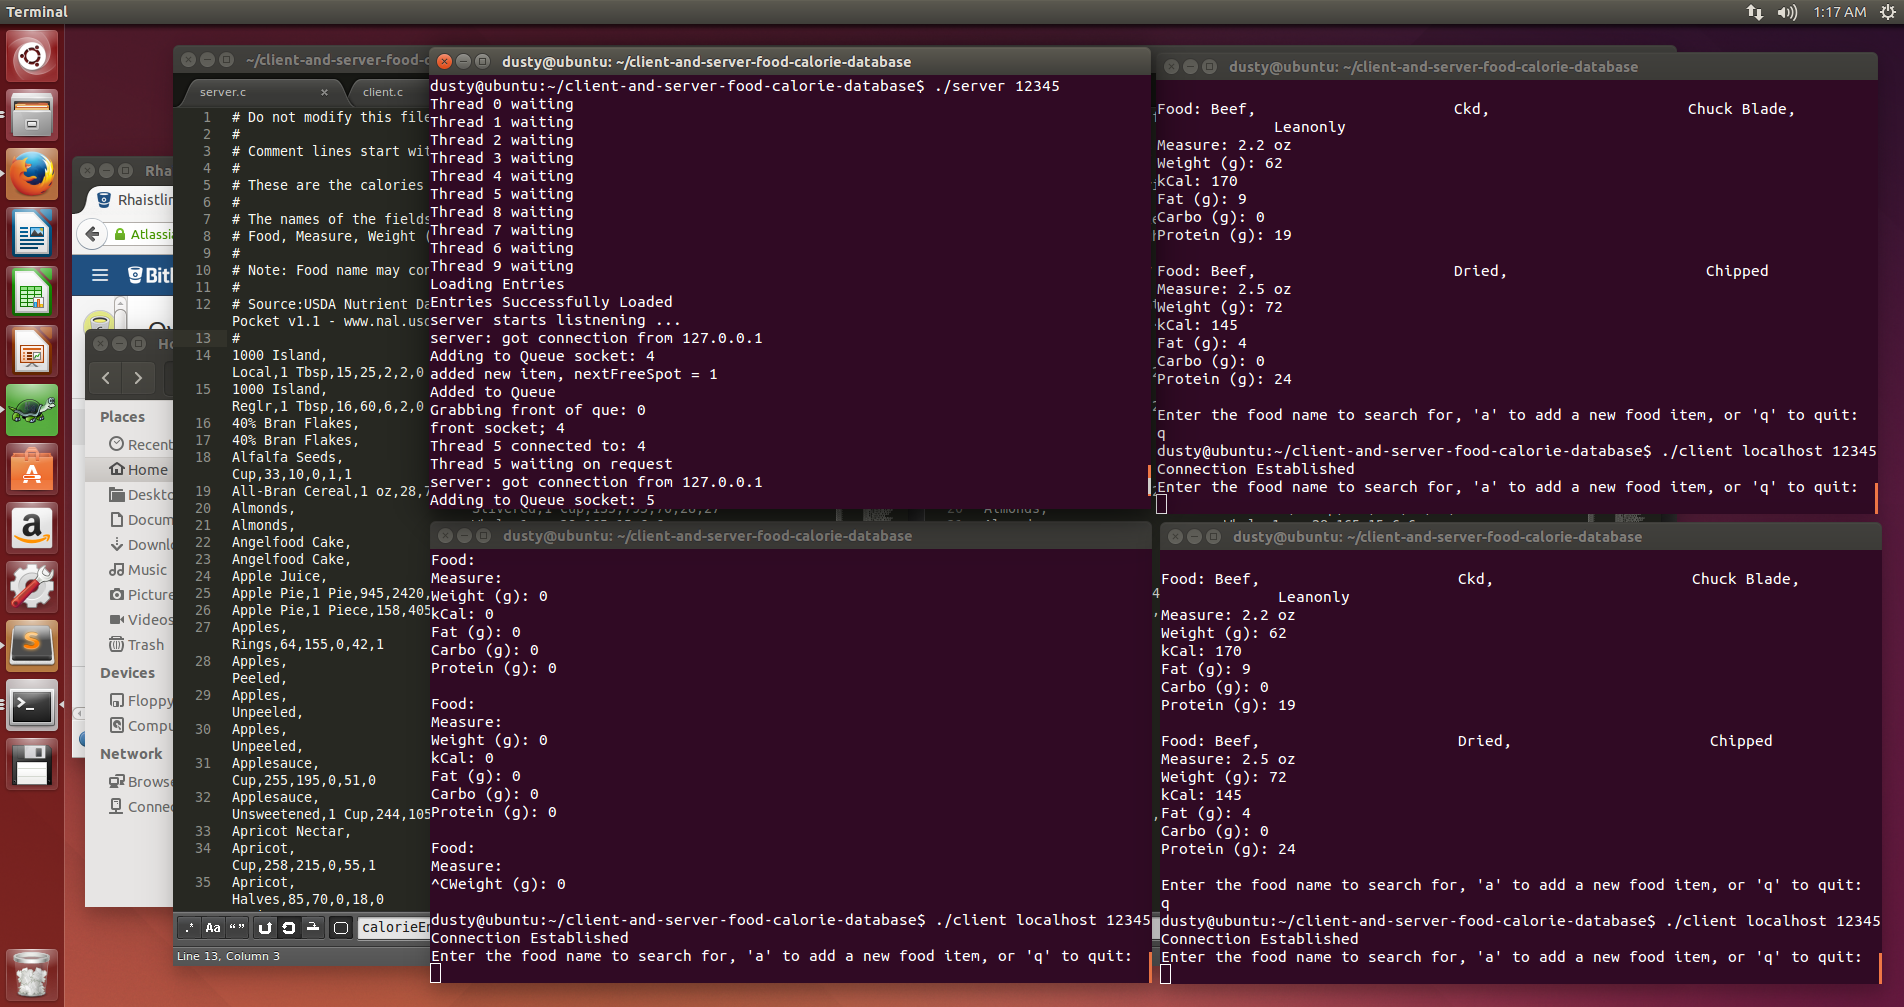 Terminal
1:17 AM
~/client-and-server-food-c
server.c ×
client.c
1 # Do not modify this file
2 #
3 # Comment lines start wit
4 #
5 # These are the calories
6 #
7 # The names of the fields
8 # Food, Measure, Weight (
9 #
10 # Note: Food name may con
11 #
12 # Source:USDA Nutrient Da
Pocket v1.1 - www.nal.usd
13 #
14 1000 Island,
Local,1 Tbsp,15,25,2,2,0
15 1000 Island,
Reglr,1 Tbsp,16,60,6,2,0
16 40% Bran Flakes,
17 40% Bran Flakes,
18 Alfalfa Seeds,
Cup,33,10,0,1,1
19 All-Bran Cereal,1 oz,28,7
20 Almonds,
21 Almonds,
22 Angelfood Cake,
23 Angelfood Cake,
24 Apple Juice,
25 Apple Pie,1 Pie,945,2420,
26 Apple Pie,1 Piece,158,405
27 Apples,
Rings,64,155,0,42,1
28 Apples,
Peeled,
29 Apples,
Unpeeled,
30 Apples,
Unpeeled,
31 Applesauce,
Cup,255,195,0,51,0
32 Applesauce,
Unsweetened,1 Cup,244,105
33 Apricot Nectar,
34 Apricot,
Cup,258,215,0,55,1
35 Apricot,
Halves,85,70,0,18,0
.* Aa “”
calorieEn
Line 13, Column 3
Rha
Rhaistlin
Atlassia
BitB
Ho
Places
Recent
Home
Deskto
Docum
Downl
Music
Picture
Videos
Trash
Devices
Floppy
Compu
Network
Browse
Connec
dusty@ubuntu: ~/client-and-server-food-calorie-database
dusty@ubuntu:~/client-and-server-food-calorie-database$ ./server 12345
Thread 0 waiting
Thread 1 waiting
Thread 2 waiting
Thread 3 waiting
Thread 4 waiting
Thread 5 waiting
Thread 8 waiting
Thread 7 waiting
Thread 6 waiting
Thread 9 waiting
Loading Entries
Entries Successfully Loaded
server starts listnening ...
server: got connection from 127.0.0.1
Adding to Queue socket: 4
added new item, nextFreeSpot = 1
Added to Queue
Grabbing front of que: 0
front socket; 4
Thread 5 connected to: 4
Thread 5 waiting on request
server: got connection from 127.0.0.1
Adding to Queue socket: 5
dusty@ubuntu: ~/client-and-server-food-calorie-database
Food: Beef, Ckd, Chuck Blade,
Leanonly
Measure: 2.2 oz
Weight (g): 62
kCal: 170
Fat (g): 9
Carbo (g): 0
Protein (g): 19
Food: Beef, Dried, Chipped
Measure: 2.5 oz
Weight (g): 72
kCal: 145
Fat (g): 4
Carbo (g): 0
Protein (g): 24
Enter the food name to search for, 'a' to add a new food item, or 'q' to quit:
q
dusty@ubuntu:~/client-and-server-food-calorie-database$ ./client localhost 12345
Connection Established
Enter the food name to search for, 'a' to add a new food item, or 'q' to quit:
dusty@ubuntu: ~/client-and-server-food-calorie-database
Food:
Measure:
Weight (g): 0
kCal: 0
Fat (g): 0
Carbo (g): 0
Protein (g): 0
Food:
Measure:
Weight (g): 0
kCal: 0
Fat (g): 0
Carbo (g): 0
Protein (g): 0
Food:
Measure:
^CWeight (g): 0
dusty@ubuntu:~/client-and-server-food-calorie-database$ ./client localhost 12345
Connection Established
Enter the food name to search for, 'a' to add a new food item, or 'q' to quit:
dusty@ubuntu: ~/client-and-server-food-calorie-database
Food: Beef, Ckd, Chuck Blade,
Leanonly
Measure: 2.2 oz
Weight (g): 62
kCal: 170
Fat (g): 9
Carbo (g): 0
Protein (g): 19
Food: Beef, Dried, Chipped
Measure: 2.5 oz
Weight (g): 72
kCal: 145
Fat (g): 4
Carbo (g): 0
Protein (g): 24
Enter the food name to search for, 'a' to add a new food item, or 'q' to quit:
q
dusty@ubuntu:~/client-and-server-food-calorie-database$ ./client localhost 12345
Connection Established
Enter the food name to search for, 'a' to add a new food item, or 'q' to quit: